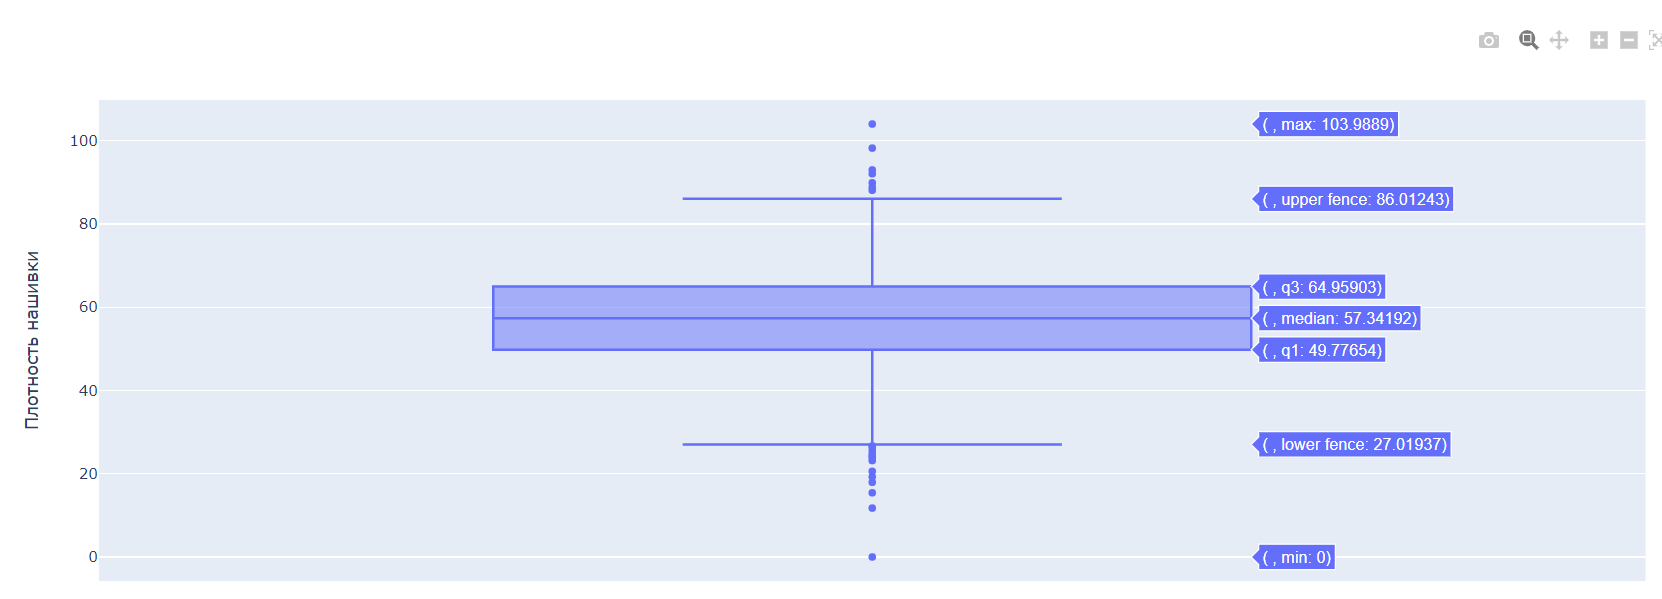 100
80
60
40
20
0
Плотность нашивки
( , max: 103.9889)
( , upper fence: 86.01243)
( , q3: 64.95903)
( , median: 57.34192)
( , q1: 49.77654)
( , lower fence: 27.01937)
( , min: 0)